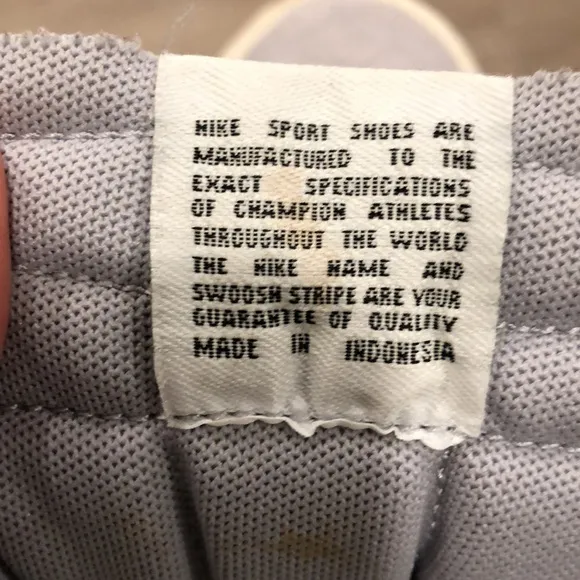 NIKE SPORT SHOES ARE
MANUFACTURED TO THE
EXACT SPECIFICATIONS
OF CHAMPION ATHLETES
THROUGHOUT THE WORLD
THE NIKE NAME AND
SWOOSH STRIPE ARE YOUR
GUARANTEE OF QUALITY
MADE IN INDONESIA